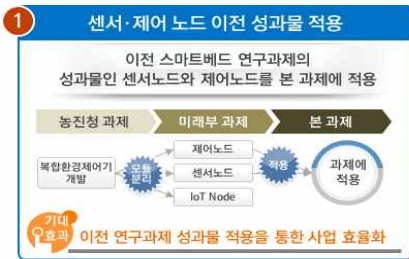 1
센서·제어 노드 이전 성과물 적용
이전 스마트베드 연구과제의
성과물인 센서노드와 제어노드를 본 과제에 적용
농진청 과제
미래부 과제
본 과제
복합환경제어기
개발
모듈
분리
제어노드
센서노드
IoT Node
적용
과제에
적용
기대
효과
이전 연구과제 성과물 적용을 통한 사업 효율화